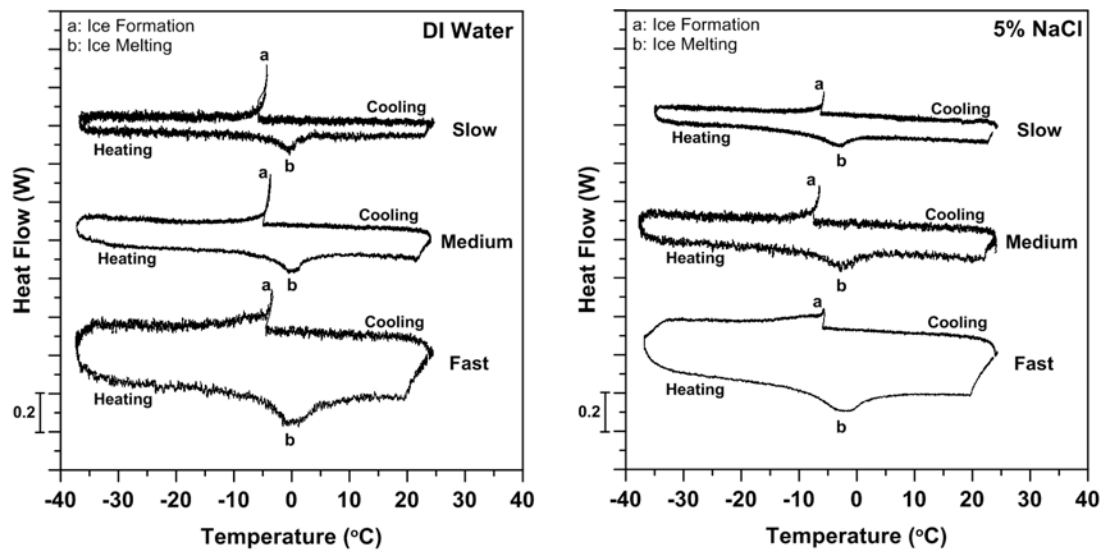 a: Ice Formation
b: Ice Melting
DI Water
a
Cooling
Slow
Heating
b
a
Cooling
Medium
Heating
b
a
Cooling
Fast
Heating
b
0.2
Heat Flow (W)
-40 -30 -20 -10 0 10 20 30 40
Temperature (°C)
a: Ice Formation
b: Ice Melting
5% NaCl
a
Cooling
Slow
Heating
b
a
Cooling
Medium
Heating
b
a
Cooling
Fast
Heating
b
0.2
Heat Flow (W)
-40 -30 -20 -10 0 10 20 30 40
Temperature (°C)